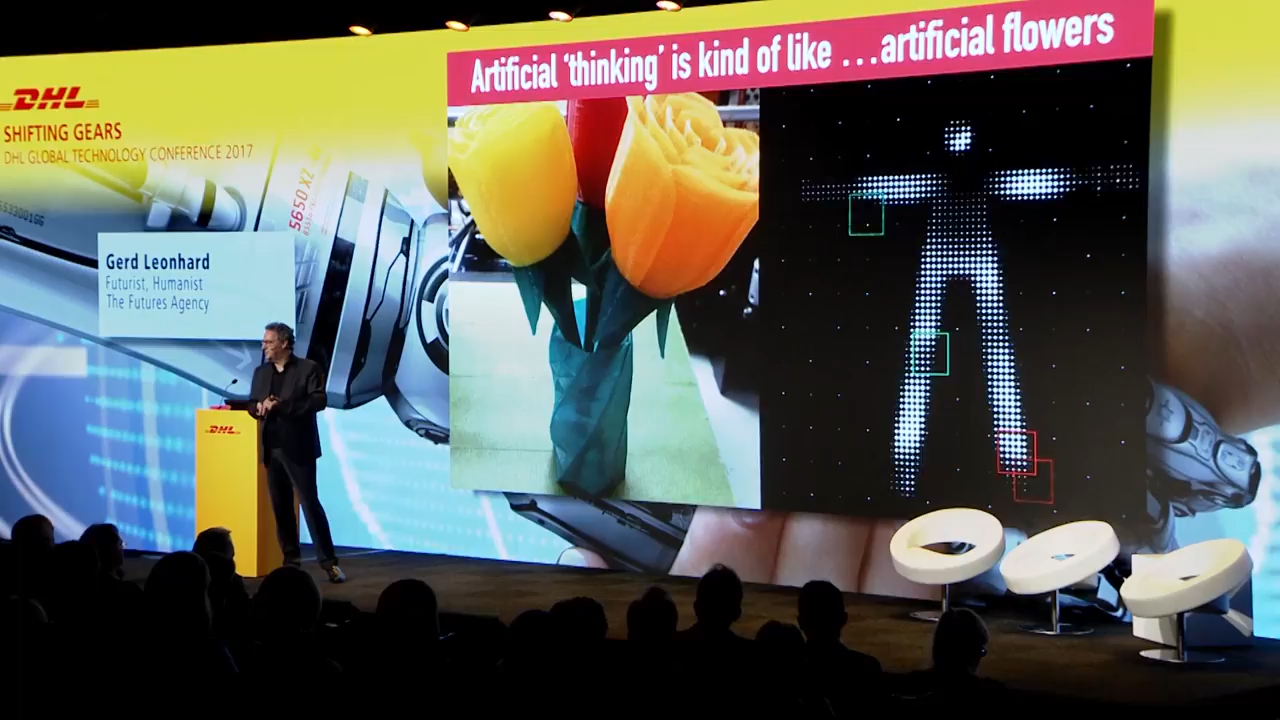 Artificial 'thinking' is kind of like ...artificial flowers
DHL
SHIFTING GEARS
DHL GLOBAL TECHNOLOGY CONFERENCE 2017
5650 XZ
Gerd Leonhard
Futurist, Humanist
The Futures Agency
DHL